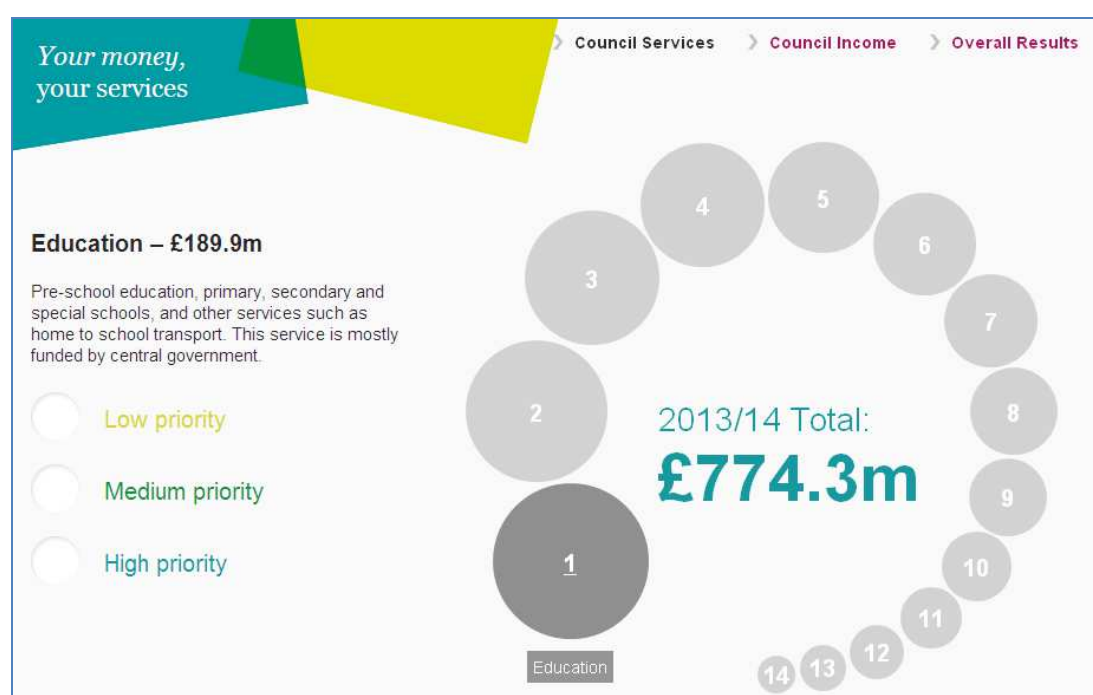 Your money,
your services
Council Services
Council Income
Overall Results
Education – £189.9m
Pre-school education, primary, secondary and
special schools, and other services such as
home to school transport. This service is mostly
funded by central government.
Low priority
Medium priority
High priority
2013/14 Total:
£774.3m
1
2
3
4
5
6
7
8
9
10
11
12
13
14
Education